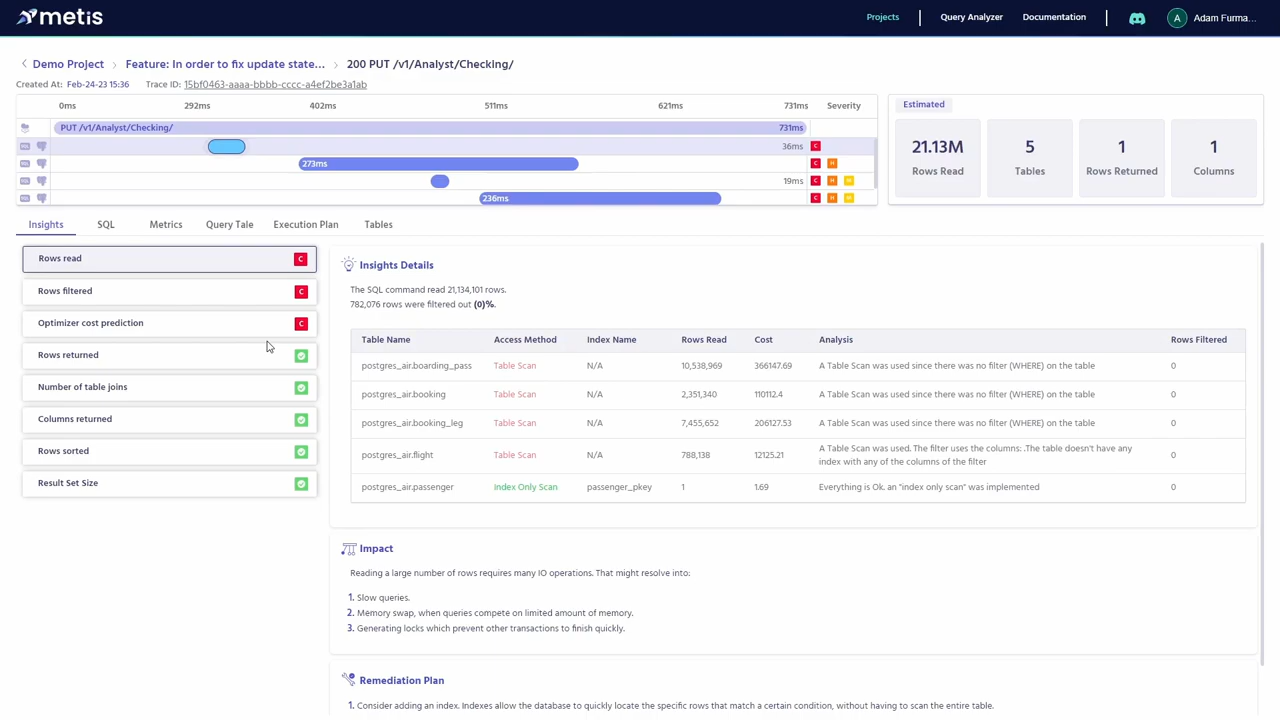 metis
Projects
Query Analyzer
Documentation
A
Adam Furma...
Demo Project
Feature: In order to fix update state...
200 PUT /v1/Analyst/Checking/
Created At: Feb-24-23 15:36 Trace ID: 15bf0463-aaaa-bbbb-cccc-a4ef2be3a1ab
0ms 292ms 402ms 511ms 621ms 731ms Severity
PUT /v1/Analyst/Checking/ 731ms
SQL 36ms C
SQL 273ms C H
SQL 19ms C H M
SQL 236ms C H M
Estimated
21.13M 5 1 1
Rows Read Tables Rows Returned Columns
Insights SQL Metrics Query Tale Execution Plan Tables
Rows read C
Rows filtered C
Optimizer cost prediction C
Rows returned
Number of table joins
Columns returned
Rows sorted
Result Set Size
Insights Details
The SQL command read 21,134,101 rows.
782,076 rows were filtered out (0)%.
Table Name Access Method Index Name Rows Read Cost Analysis Rows Filtered
postgres_air.boarding_pass Table Scan N/A 10,538,969 366147.69 A Table Scan was used since there was no filter (WHERE) on the table 0
postgres_air.booking Table Scan N/A 2,351,340 110112.4 A Table Scan was used since there was no filter (WHERE) on the table 0
postgres_air.booking_leg Table Scan N/A 7,455,652 206127.53 A Table Scan was used since there was no filter (WHERE) on the table 0
postgres_air.flight Table Scan N/A 788,138 12125.21 A Table Scan was used. The filter uses the columns: .The table doesn't have any
index with any of the columns of the filter 0
postgres_air.passenger Index Only Scan passenger_pkey 1 1.69 Everything is Ok. an "index only scan" was implemented 0
Impact
Reading a large number of rows requires many IO operations. That might resolve into:
1. Slow queries.
2. Memory swap, when queries compete on limited amount of memory.
3. Generating locks which prevent other transactions to finish quickly.
Remediation Plan
1. Consider adding an index. Indexes allow the database to quickly locate the specific rows that match a certain condition, without having to scan the entire table.